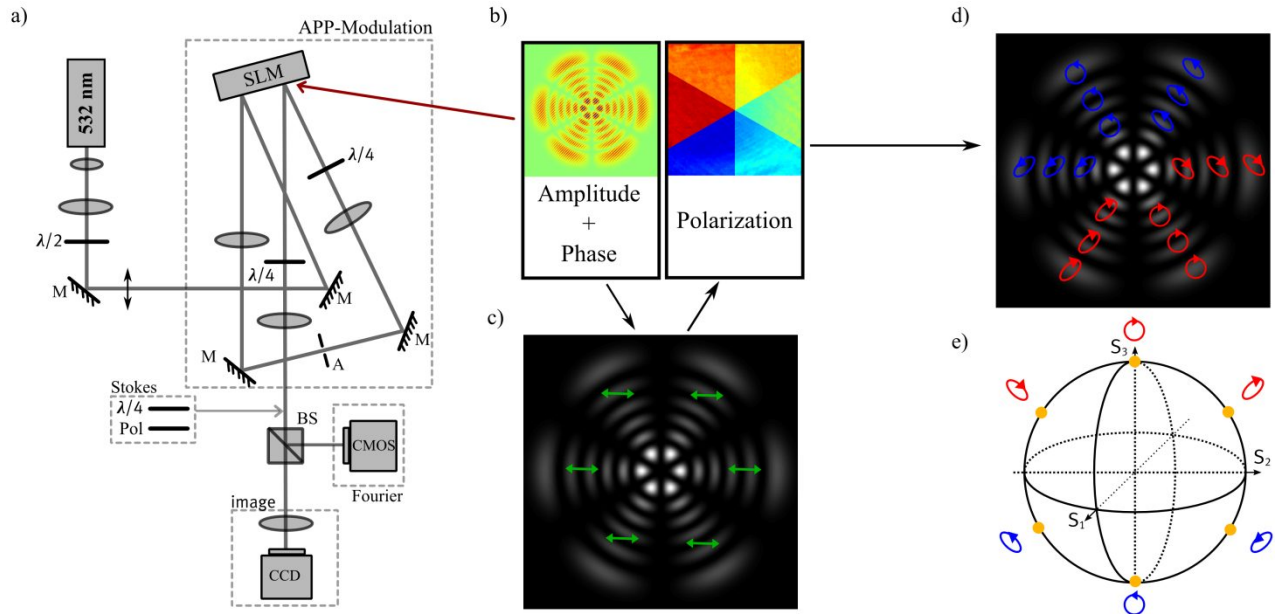 a)
APP-Modulation
SLM
532 nm
λ/4
λ/2
λ/4
M
M
M
M
A
Stokes
λ/4
Pol
BS
CMOS
Fourier
image
CCD
b)
Amplitude
+
Phase
Polarization
c)
d)
e)
S3
S2
S1